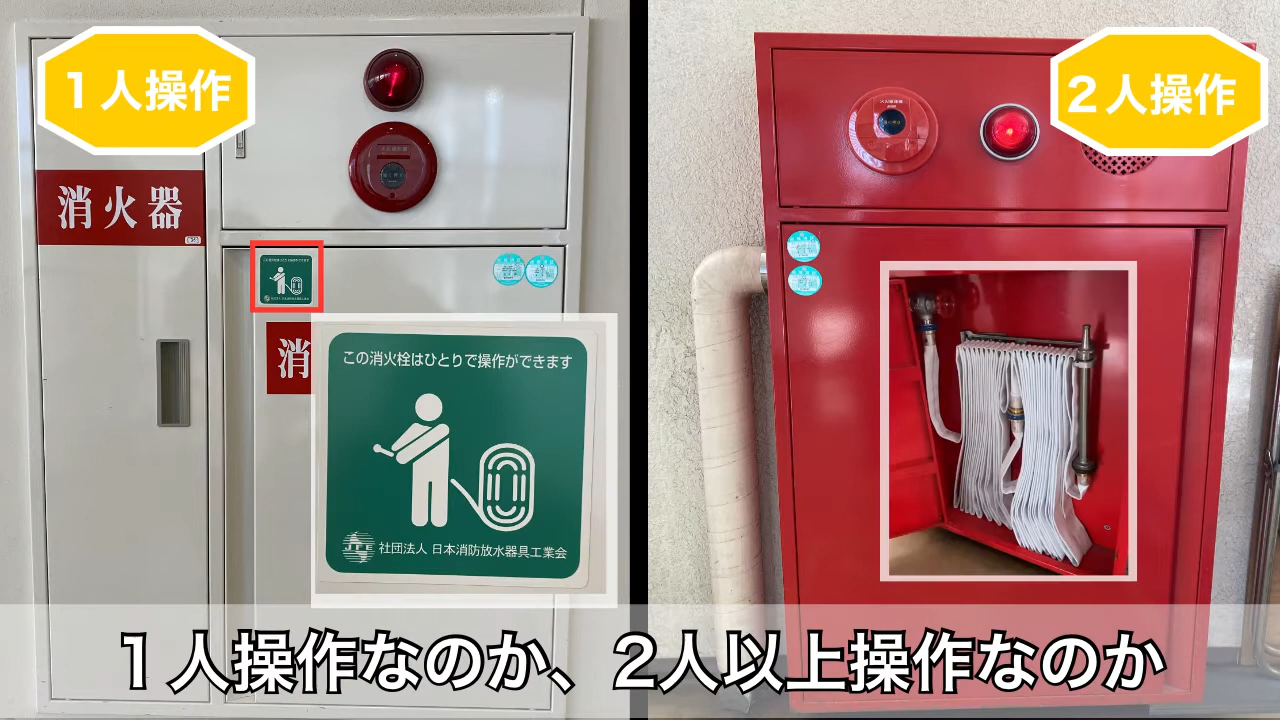 1人操作
2人操作
消火器
消
この消火栓はひとりで操作ができます
社団法人 日本消防放水器具工業会
1人操作なのか、2人以上操作なのか